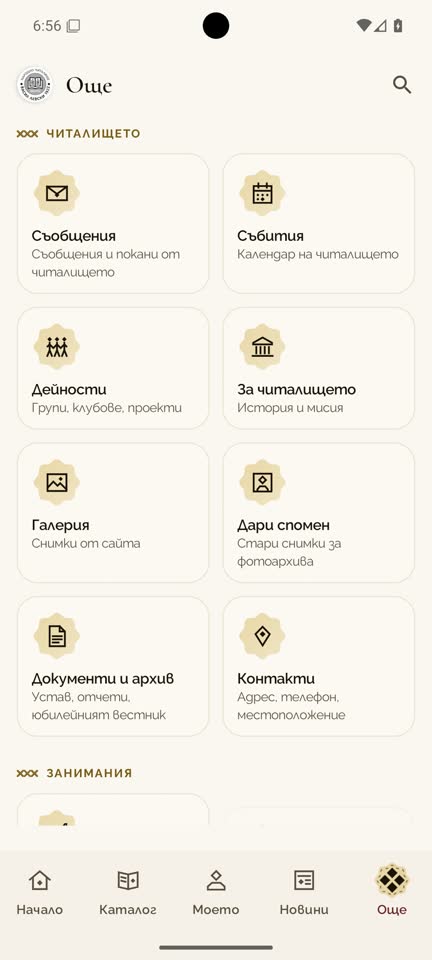 6:56
Още
ЧИТАЛИЩЕТО
Съобщения
Съобщения и покани от
читалището
Събития
Календар на читалището
Дейности
Групи, клубове, проекти
За читалището
История и мисия
Галерия
Снимки от сайта
Дари спомен
Стари снимки за
фотоархива
Документи и архив
Устав, отчети,
юбилейният вестник
Контакти
Адрес, телефон,
местоположение
ЗАНИМАНИЯ
Начало
Каталог
Моето
Новини
Още